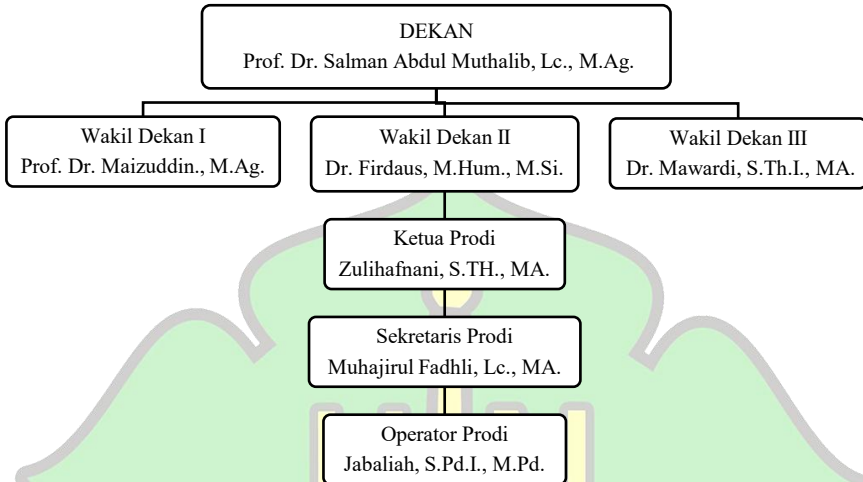 DEKAN
Prof. Dr. Salman Abdul Muthalib, Lc., M.Ag.
Wakil Dekan I
Prof. Dr. Maizuddin., M.Ag.
Wakil Dekan II
Dr. Firdaus, M.Hum., M.Si.
Wakil Dekan III
Dr. Mawardi, S.Th.I., MA.
Ketua Prodi
Zulihafnani, S.TH., MA.
Sekretaris Prodi
Muhajirul Fadhli, Lc., MA.
Operator Prodi
Jabaliah, S.Pd.I., M.Pd.